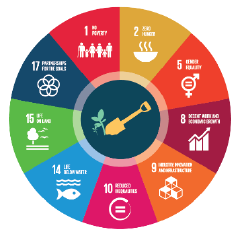 1 NO
POVERTY
2 ZERO
HUNGER
5 GENDER
EQUALITY
8 DECENT WORK AND
ECONOMIC GROWTH
9 INDUSTRY, INNOVATION
AND INFRASTRUCTURE
10 REDUCED
INEQUALITIES
14 LIFE
BELOW WATER
15 LIFE
ON LAND
17 PARTNERSHIPS
FOR THE GOALS